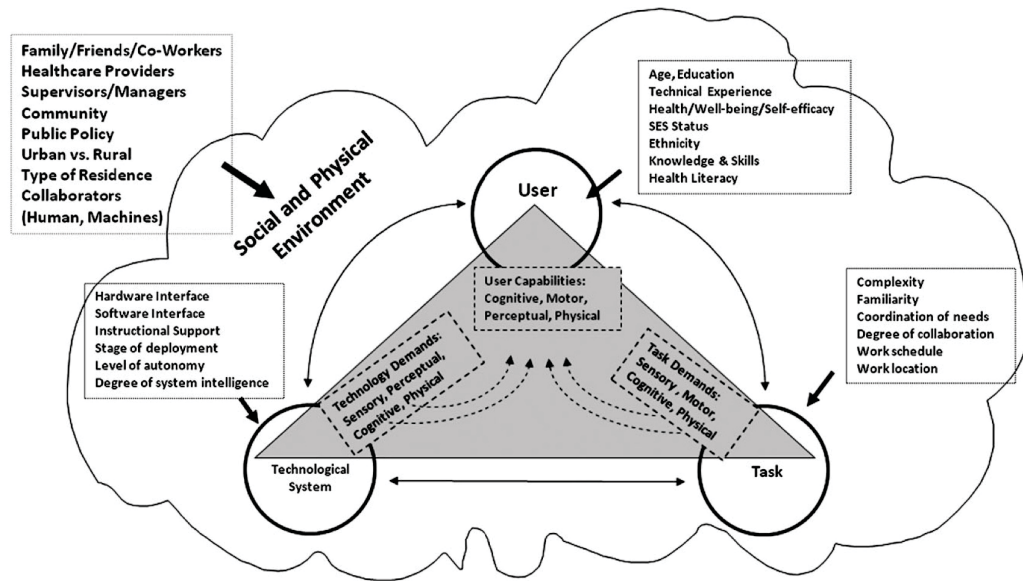 Family/Friends/Co-Workers
Healthcare Providers
Supervisors/Managers
Community
Public Policy
Urban vs. Rural
Type of Residence
Collaborators
(Human, Machines)
Social and Physical
Environment
Age, Education
Technical Experience
Health/Well-being/Self-efficacy
SES Status
Ethnicity
Knowledge & Skills
Health Literacy
User
User Capabilities:
Cognitive, Motor,
Perceptual, Physical
Hardware Interface
Software Interface
Instructional Support
Stage of deployment
Level of autonomy
Degree of system intelligence
Technology Demands:
Sensory, Perceptual,
Cognitive, Physical
Task Demands:
Sensory, Motor,
Cognitive, Physical
Complexity
Familiarity
Coordination of needs
Degree of collaboration
Work schedule
Work location
Technological
System
Task